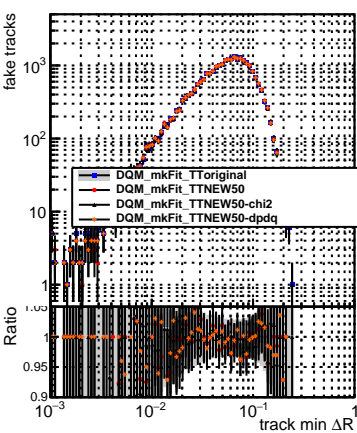 fake tracks
10³
10²
10
1
DQM_mkFit_TToriginal
DQM_mkFit_TTNEW50
DQM_mkFit_TTNEW50-chi2
DQM_mkFit_TTNEW50-dpdq
Ratio
1.05
1
0.95
0.9
10⁻³ 10⁻² 10⁻¹ 1
track min ΔR